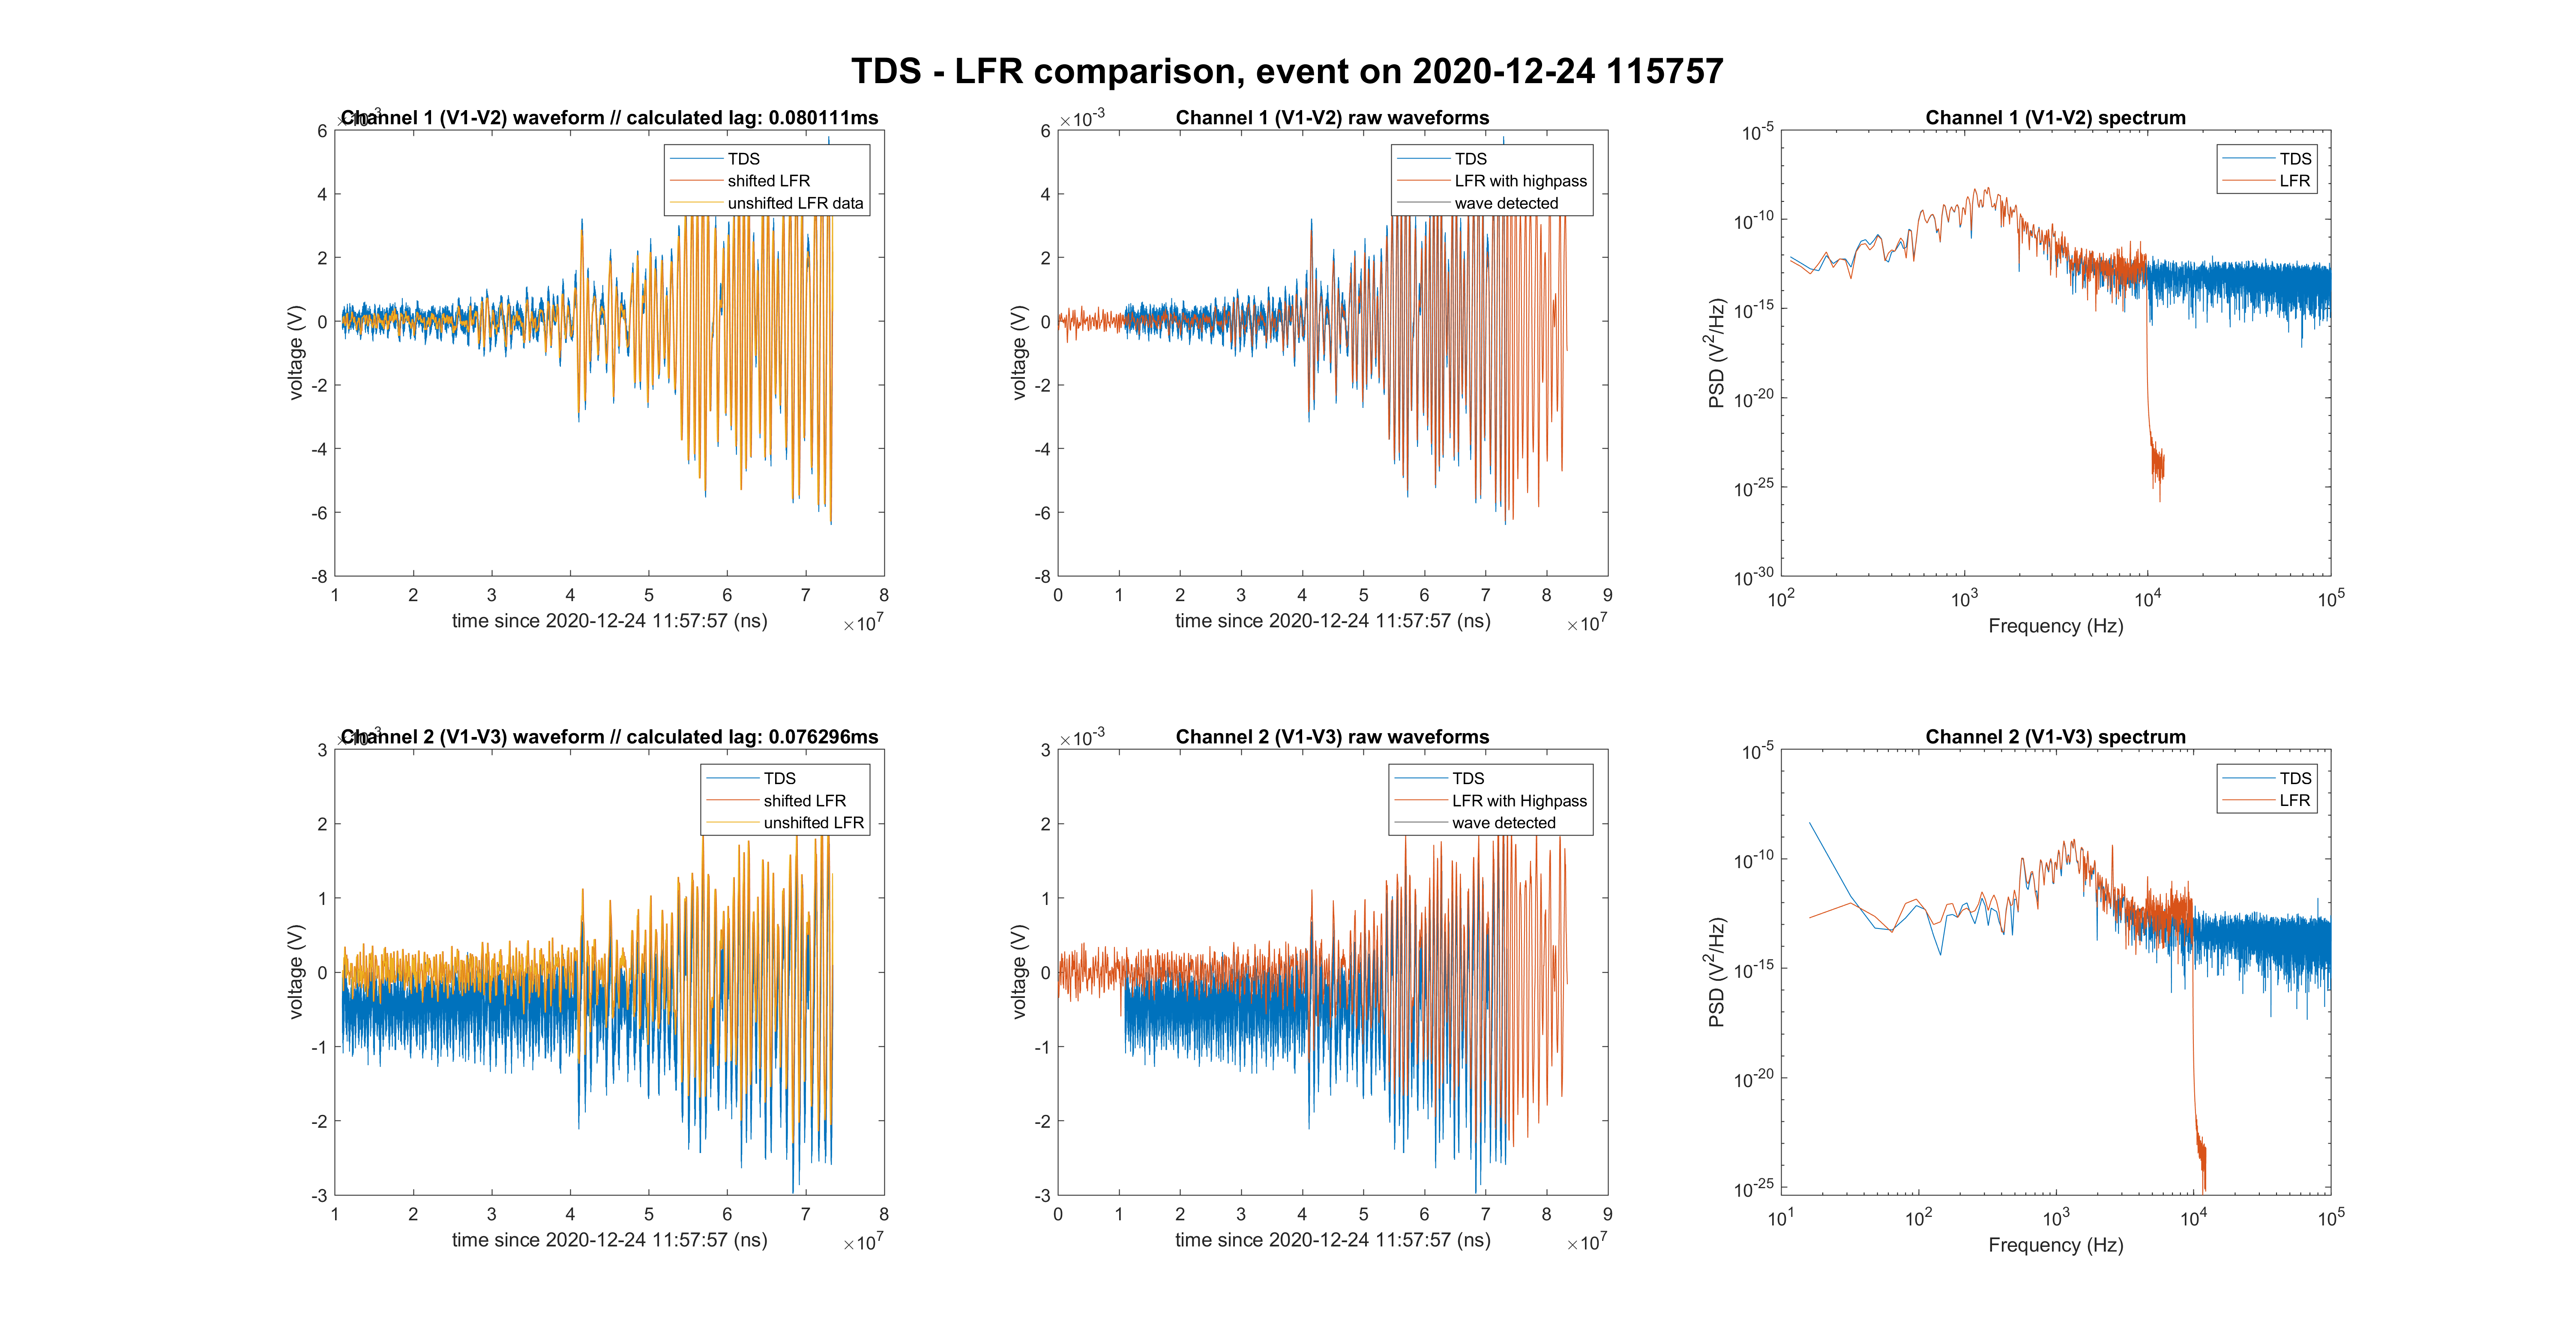 TDS - LFR comparison, event on 2020-12-24 115757
Channel 1 (V1-V2) waveform // calculated lag: 0.080111ms
6
4
2
0
-2
-4
-6
-8
voltage (V)
TDS
shifted LFR
unshifted LFR data
1 2 3 4 5 6 7 8
time since 2020-12-24 11:57:57 (ns)
×10^7
Channel 1 (V1-V2) raw waveforms
×10^-3
6
4
2
0
-2
-4
-6
-8
voltage (V)
TDS
LFR with highpass
wave detected
0 1 2 3 4 5 6 7 8 9
time since 2020-12-24 11:57:57 (ns)
×10^7
Channel 1 (V1-V2) spectrum
10^-5
10^-10
10^-15
10^-20
10^-25
10^-30
PSD (V^2/Hz)
TDS
LFR
10^2 10^3 10^4 10^5
Frequency (Hz)
Channel 2 (V1-V3) waveform // calculated lag: 0.076296ms
3
2
1
0
-1
-2
-3
voltage (V)
TDS
shifted LFR
unshifted LFR
1 2 3 4 5 6 7 8
time since 2020-12-24 11:57:57 (ns)
×10^7
Channel 2 (V1-V3) raw waveforms
×10^-3
3
2
1
0
-1
-2
-3
voltage (V)
TDS
LFR with Highpass
wave detected
0 1 2 3 4 5 6 7 8 9
time since 2020-12-24 11:57:57 (ns)
×10^7
Channel 2 (V1-V3) spectrum
10^-5
10^-10
10^-15
10^-20
10^-25
PSD (V^2/Hz)
TDS
LFR
10^1 10^2 10^3 10^4 10^5
Frequency (Hz)